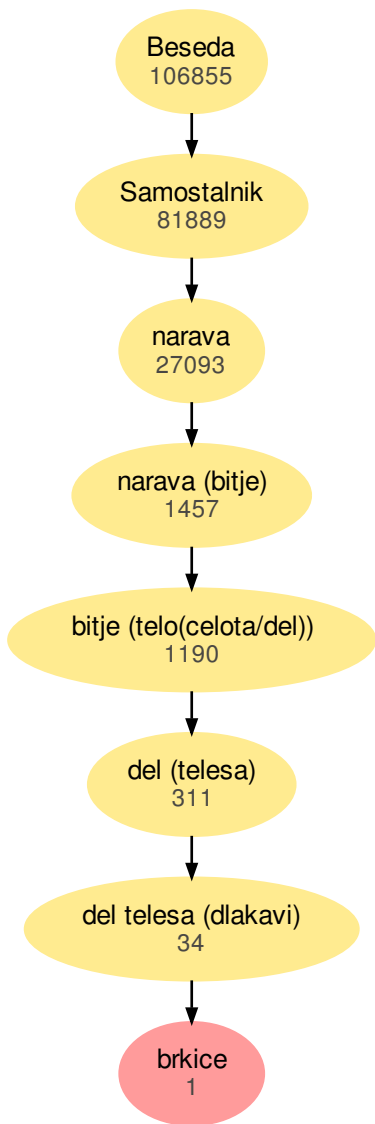 Beseda
106855
Samostalnik
81889
narava
27093
narava (bitje)
1457
bitje (telo(celota/del))
1190
del (telesa)
311
del telesa (dlakavi)
34
brkice
1